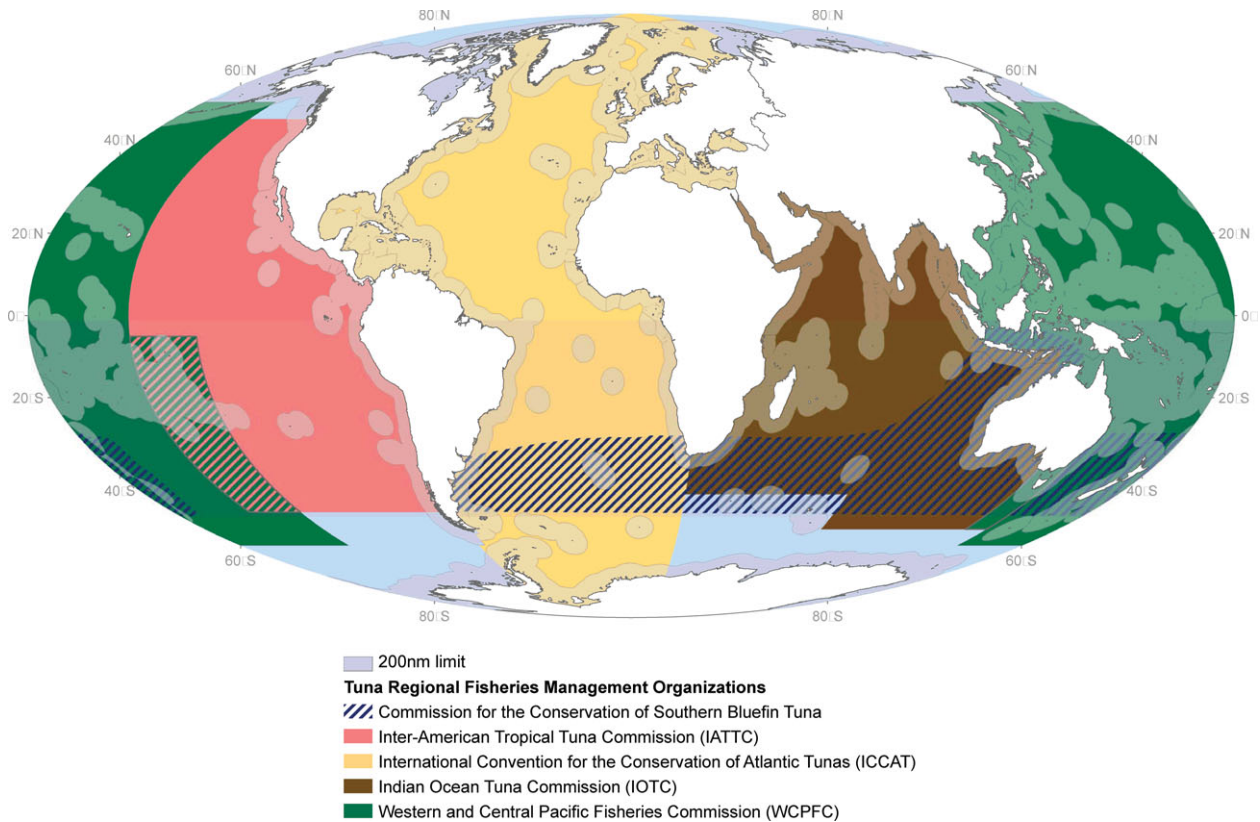 80▯N 80▯N
60▯N 60▯N
40▯N 40▯N
20▯N 20▯N
0▯ 0▯
20▯S 20▯S
40▯S 40▯S
60▯S 60▯S
80▯S 80▯S
200nm limit
Tuna Regional Fisheries Management Organizations
Commission for the Conservation of Southern Bluefin Tuna
Inter-American Tropical Tuna Commission (IATTC)
International Convention for the Conservation of Atlantic Tunas (ICCAT)
Indian Ocean Tuna Commission (IOTC)
Western and Central Pacific Fisheries Commission (WCPFC)